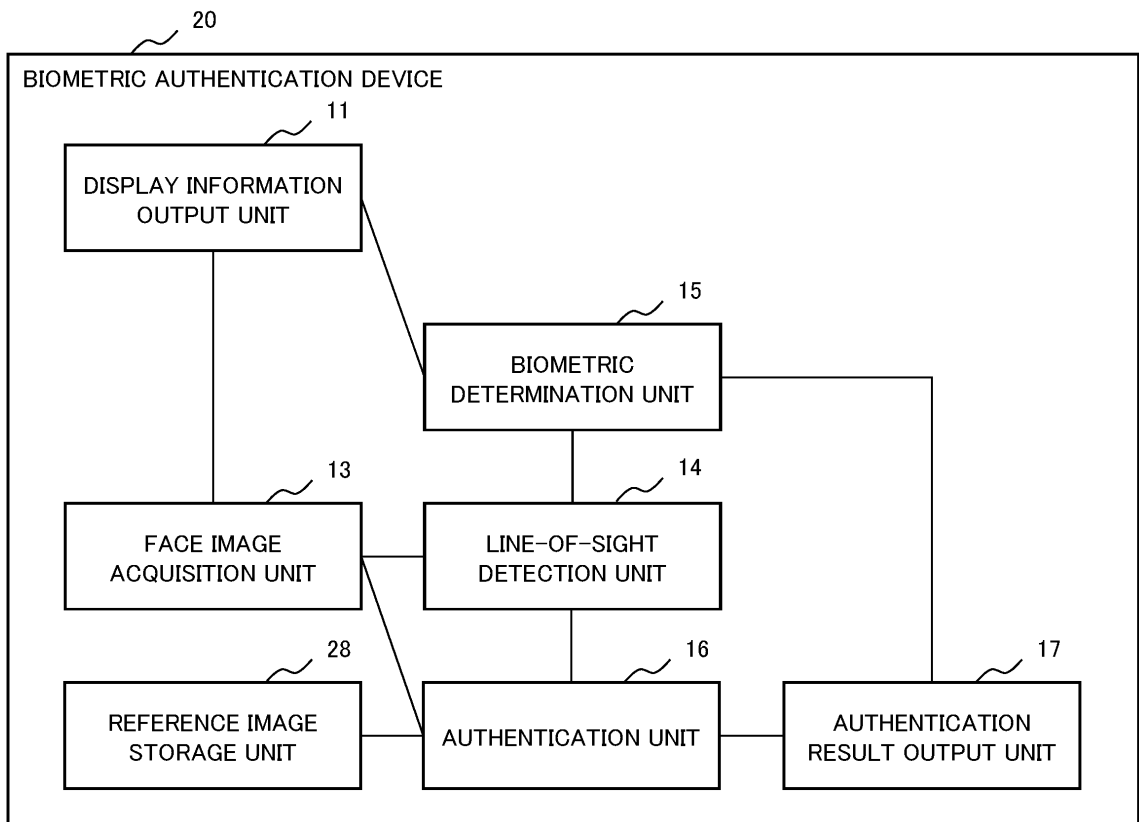 20
BIOMETRIC AUTHENTICATION DEVICE
11
DISPLAY INFORMATION
OUTPUT UNIT
15
BIOMETRIC
DETERMINATION UNIT
13
FACE IMAGE
ACQUISITION UNIT
14
LINE-OF-SIGHT
DETECTION UNIT
28
REFERENCE IMAGE
STORAGE UNIT
16
AUTHENTICATION UNIT
17
AUTHENTICATION
RESULT OUTPUT UNIT